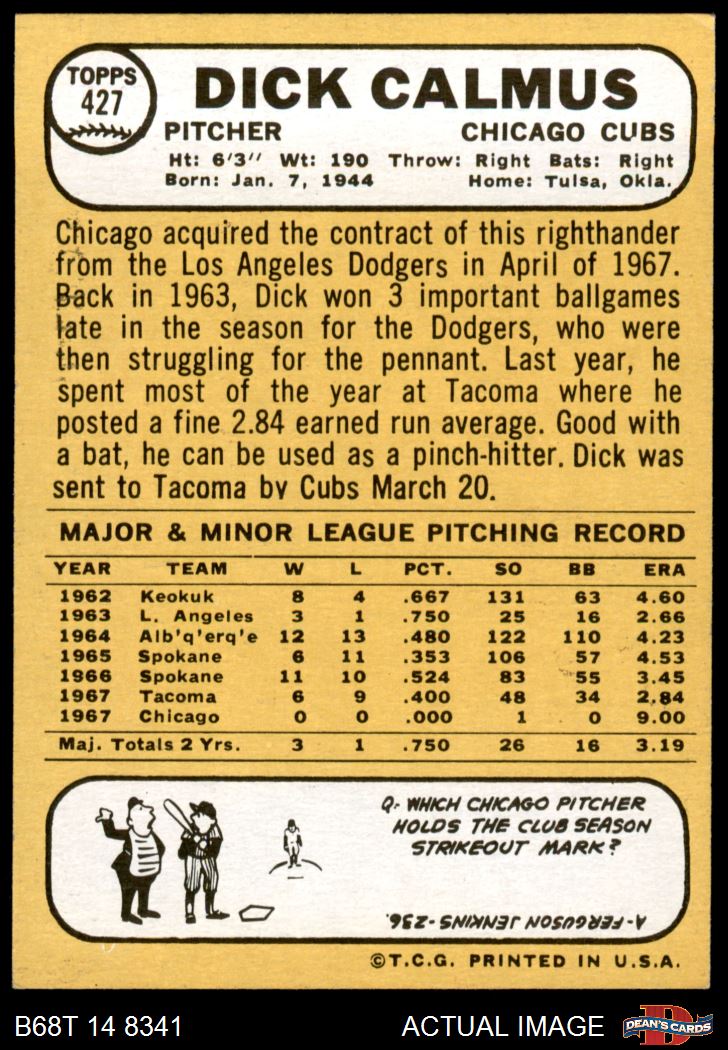 TOPPS
427
DICK CALMUS
PITCHER CHICAGO CUBS
Ht: 6'3" Wt: 190 Throw: Right Bats: Right
Born: Jan. 7, 1944 Home: Tulsa, Okla.
Chicago acquired the contract of this righthander
from the Los Angeles Dodgers in April of 1967.
Back in 1963, Dick won 3 important ballgames
late in the season for the Dodgers, who were
then struggling for the pennant. Last year, he
spent most of the year at Tacoma where he
posted a fine 2.84 earned run average. Good with
a bat, he can be used as a pinch-hitter. Dick was
sent to Tacoma by Cubs March 20.
MAJOR & MINOR LEAGUE PITCHING RECORD
YEAR TEAM W L PCT. SO BB ERA
1962 Keokuk 8 4 .667 131 63 4.60
1963 L. Angeles 3 1 .750 25 16 2.66
1964 Alb'q'erq'e 12 13 .480 122 110 4.23
1965 Spokane 6 11 .353 106 57 4.53
1966 Spokane 11 10 .524 83 55 3.45
1967 Tacoma 6 9 .400 48 34 2.84
1967 Chicago 0 0 .000 1 0 9.00
Maj. Totals 2 Yrs. 3 1 .750 26 16 3.19
Q- WHICH CHICAGO PITCHER
HOLDS THE CLUB SEASON
STRIKEOUT MARK?
A-FERGUSON JENKINS-236.
©T.C.G. PRINTED IN U.S.A.
B68T 14 8341 ACTUAL IMAGE
D
DEAN'S CARDS